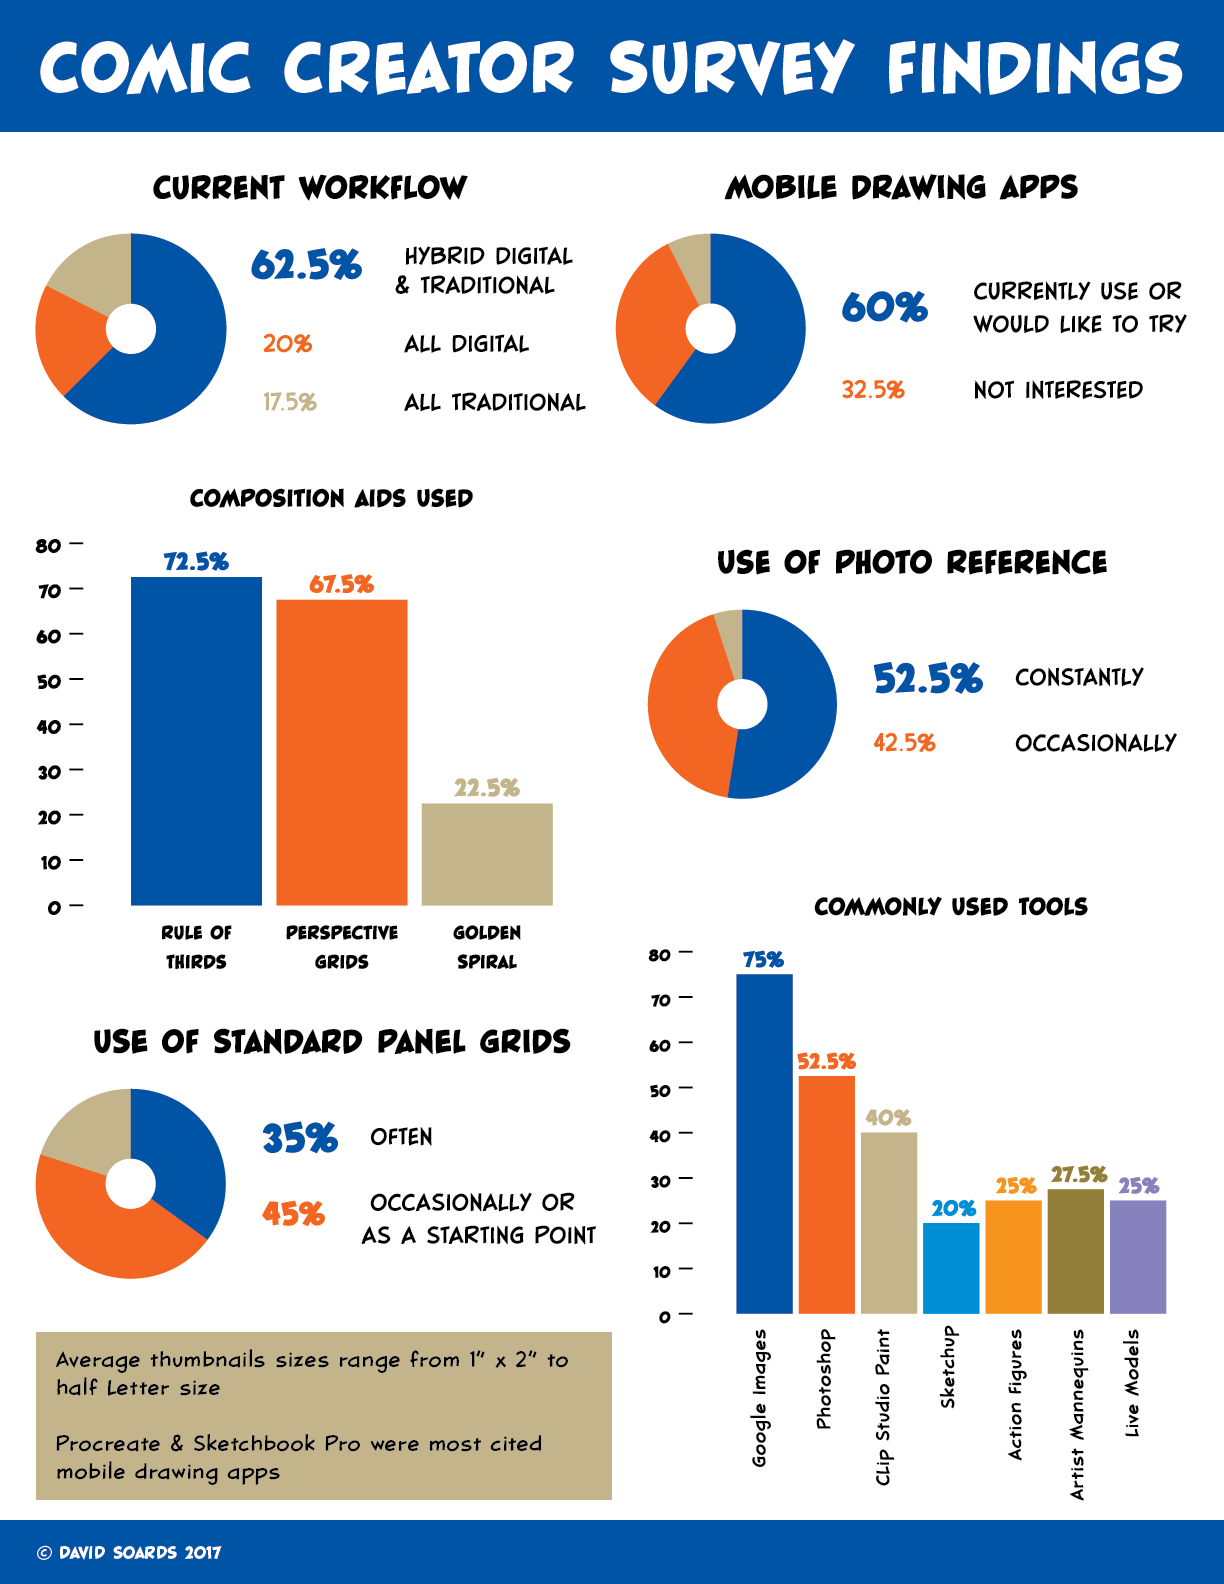 COMIC CREATOR SURVEY FINDINGS
CURRENT WORKFLOW
62.5% HYBRID DIGITAL
& TRADITIONAL
20% ALL DIGITAL
17.5% ALL TRADITIONAL
MOBILE DRAWING APPS
60% CURRENTLY USE OR
WOULD LIKE TO TRY
32.5% NOT INTERESTED
COMPOSITION AIDS USED
80
70
60
50
40
30
20
10
0
72.5%
67.5%
22.5%
RULE OF
THIRDS
PERSPECTIVE
GRIDS
GOLDEN
SPIRAL
USE OF PHOTO REFERENCE
52.5% CONSTANTLY
42.5% OCCASIONALLY
USE OF STANDARD PANEL GRIDS
35% OFTEN
45% OCCASIONALLY OR
AS A STARTING POINT
COMMONLY USED TOOLS
80
70
60
50
40
30
20
10
0
75%
52.5%
40%
20%
25%
27.5%
25%
Google Images
Photoshop
Clip Studio Paint
Sketchup
Action Figures
Artist Mannequins
Live Models
Average thumbnails sizes range from 1" x 2" to
half Letter size
Procreate & Sketchbook Pro were most cited
mobile drawing apps
© DAVID SOARDS 2017